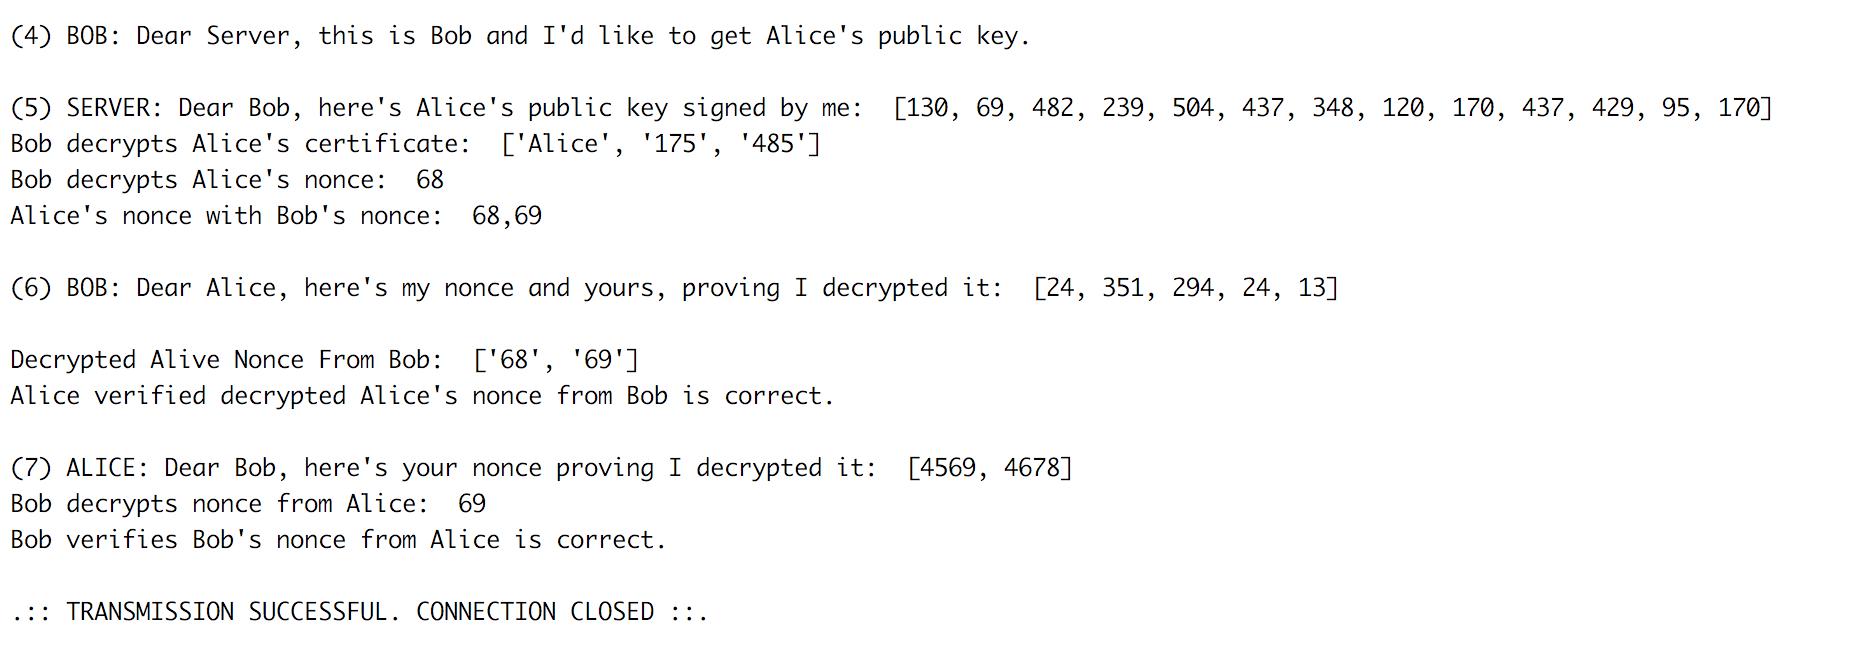 (4) BOB: Dear Server, this is Bob and I'd like to get Alice's public key.
(5) SERVER: Dear Bob, here's Alice's public key signed by me:  [130, 69, 482, 239, 504, 437, 348, 120, 170, 437, 429, 95, 170]
Bob decrypts Alice's certificate:  ['Alice', '175', '485']
Bob decrypts Alice's nonce:  68
Alice's nonce with Bob's nonce:  68,69
(6) BOB: Dear Alice, here's my nonce and yours, proving I decrypted it:  [24, 351, 294, 24, 13]
Decrypted Alive Nonce From Bob:  ['68', '69']
Alice verified decrypted Alice's nonce from Bob is correct.
(7) ALICE: Dear Bob, here's your nonce proving I decrypted it:  [4569, 4678]
Bob decrypts nonce from Alice:  69
Bob verifies Bob's nonce from Alice is correct.
.:: TRANSMISSION SUCCESSFUL. CONNECTION CLOSED ::.